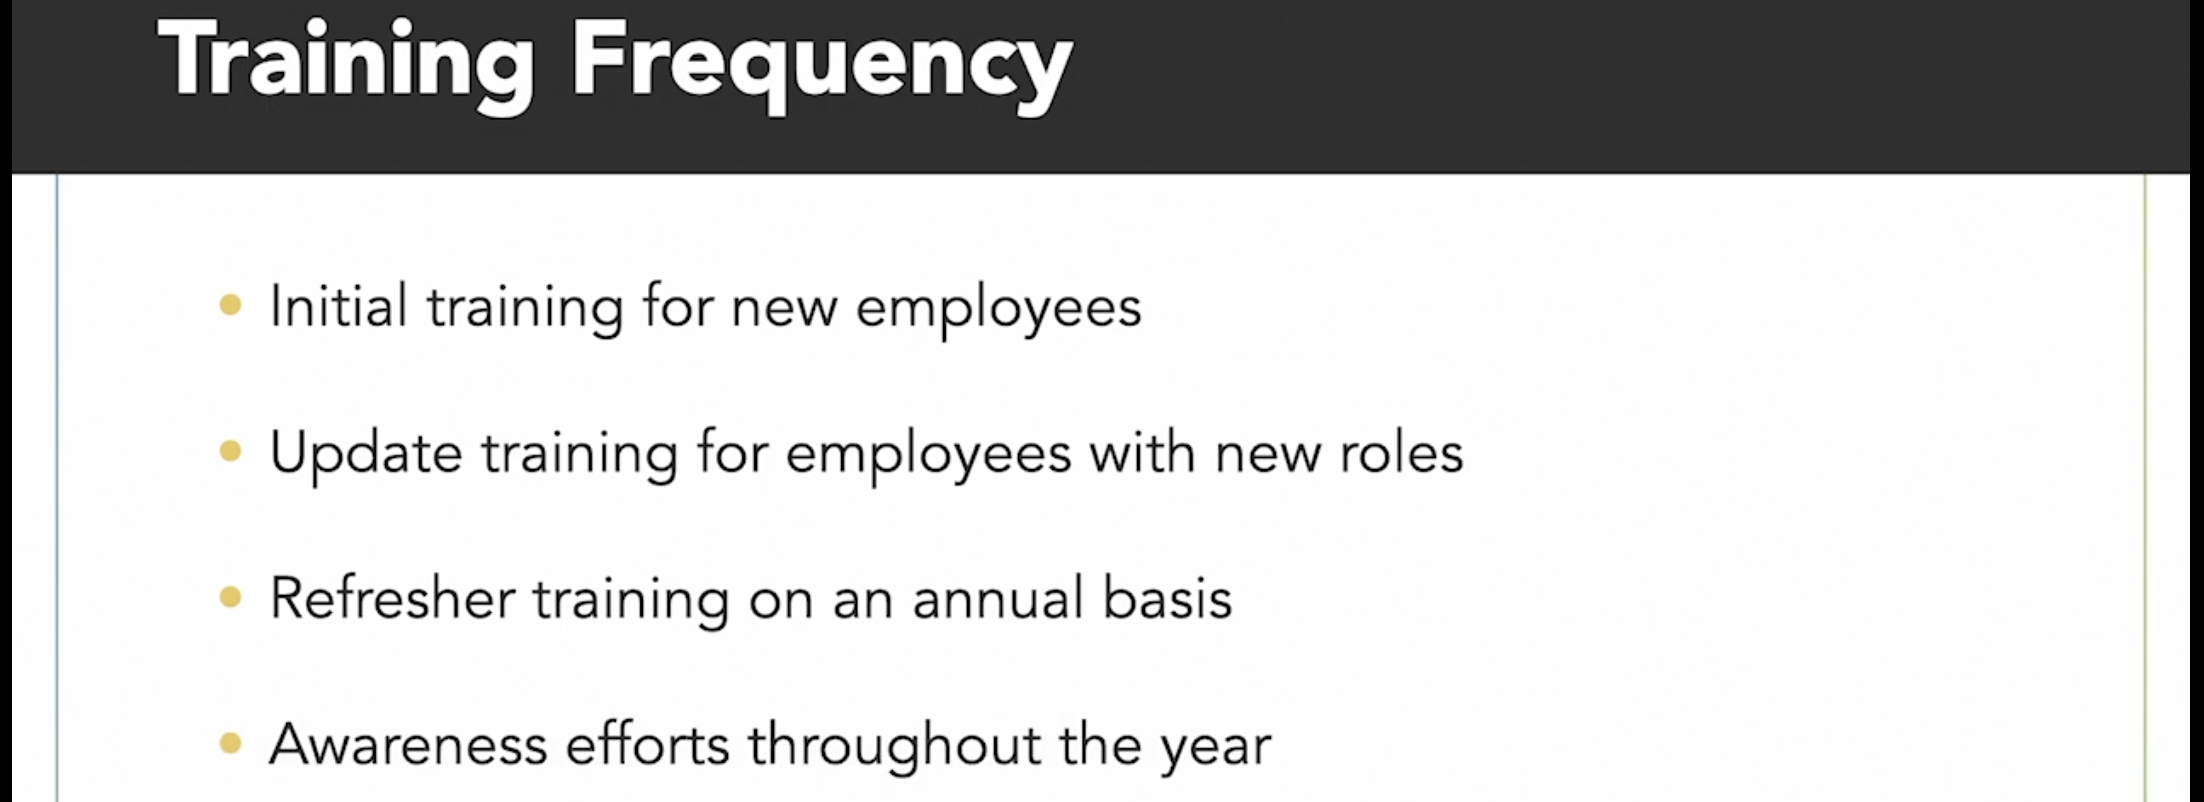 Training Frequency
Initial training for new employees
Update training for employees with new roles
Refresher training on an annual basis
Awareness efforts throughout the year